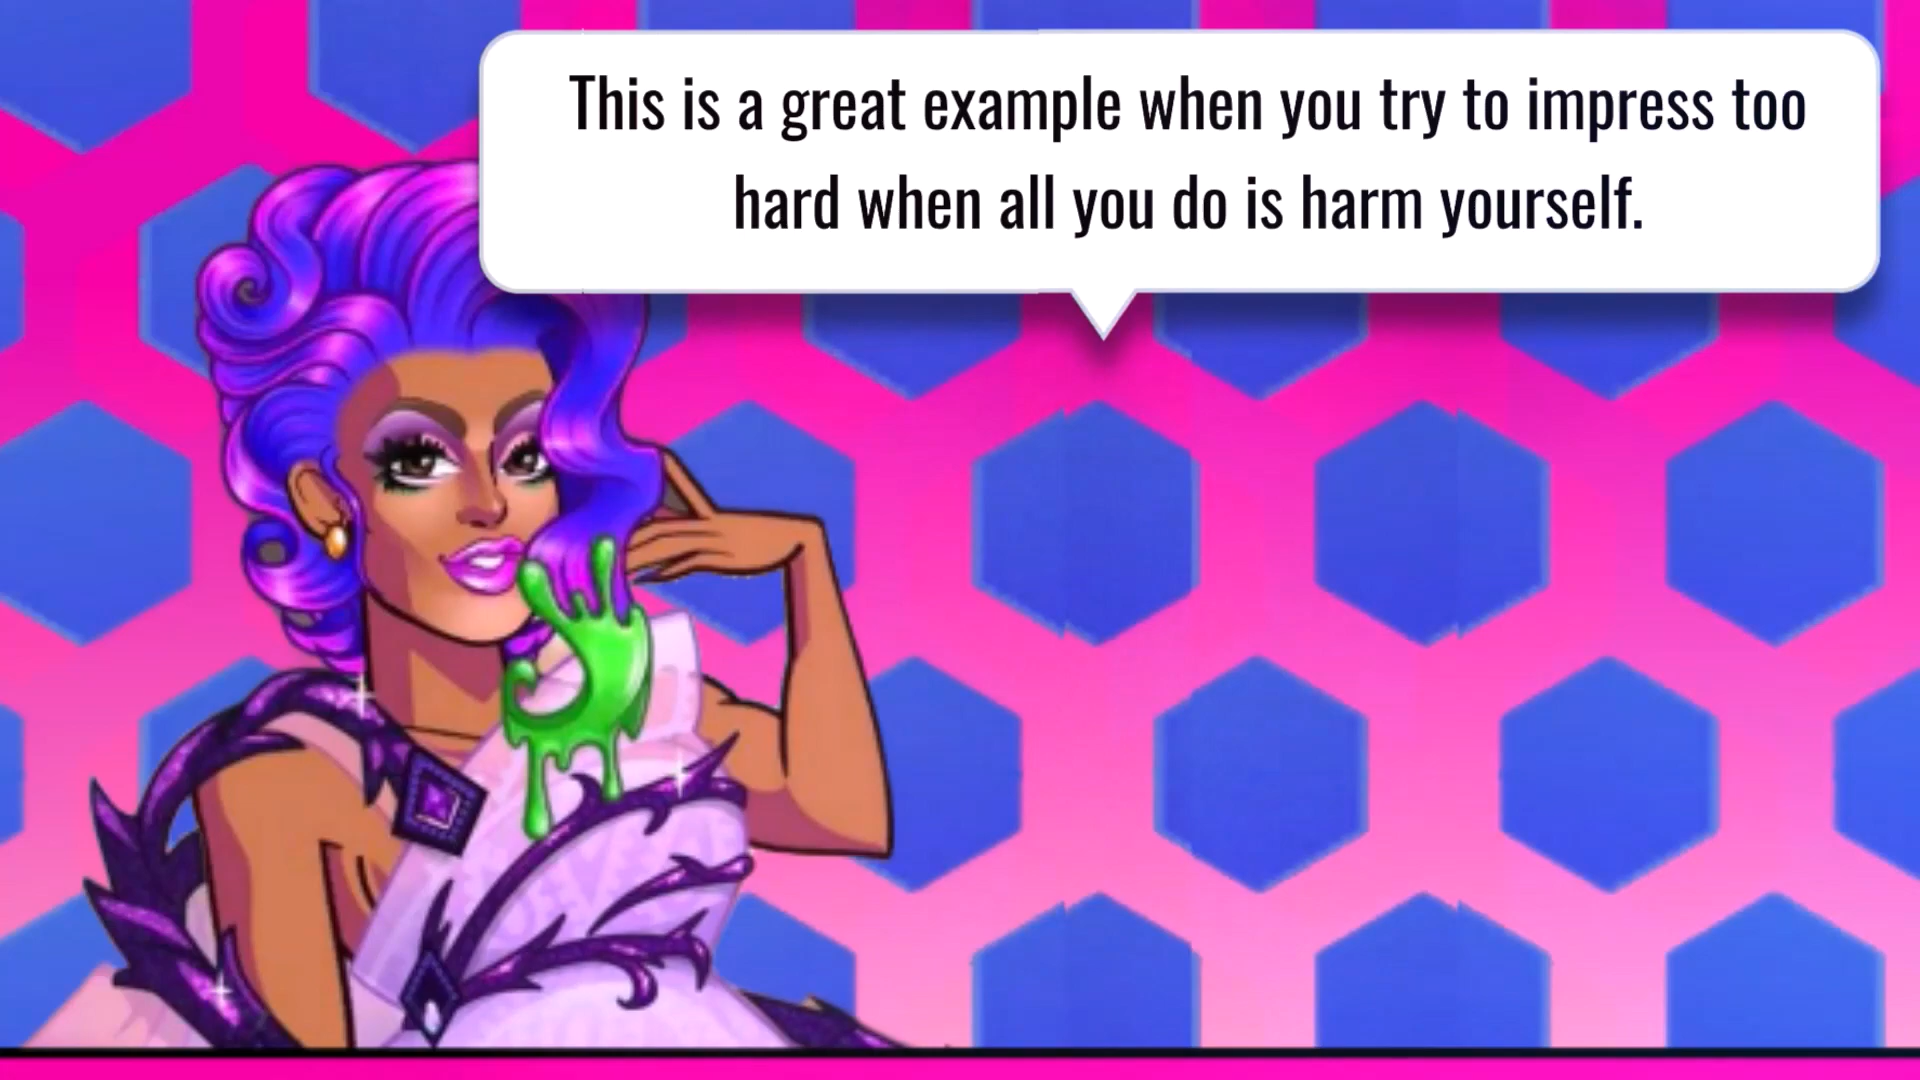 This is a great example when you try to impress too
hard when all you do is harm yourself.